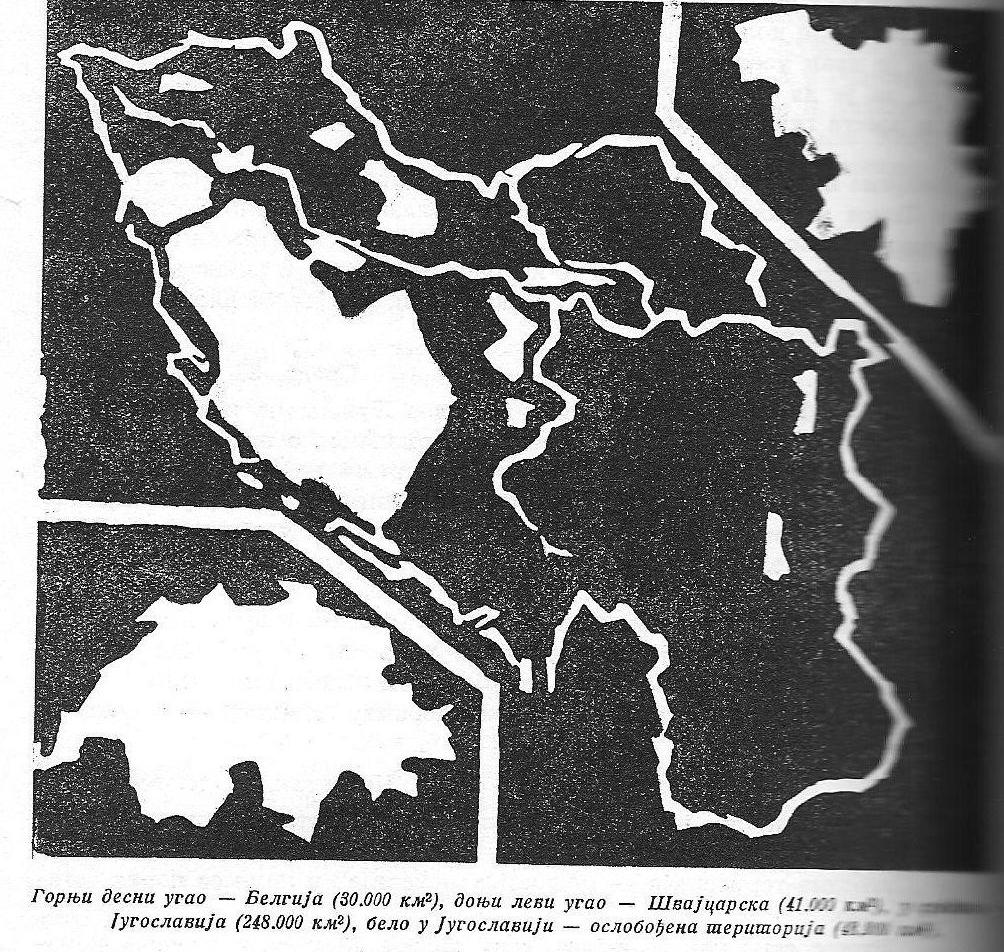 Горњи десни угао — Белгија (30.000 км²), доњи леви угао — Швајцарска (41.000 км²), у
Југославија (248.000 км²), бело у Југославији — ослобођена територија